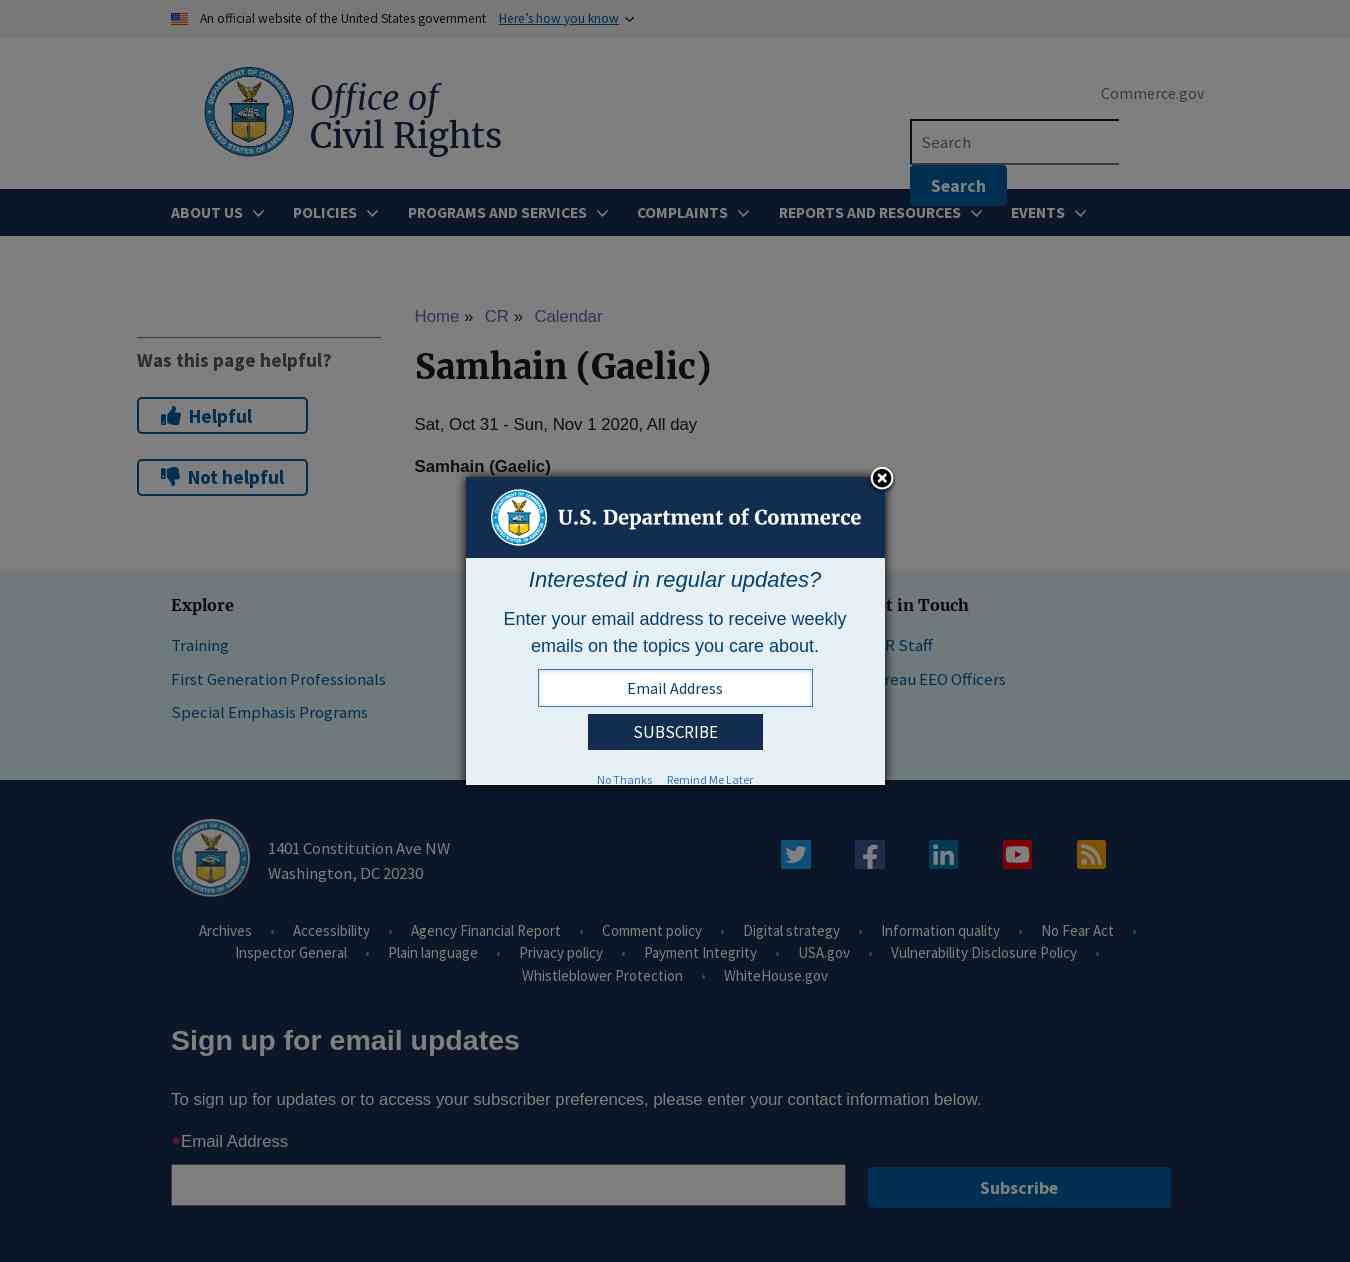 An official website of the United States government Here's how you know
Office of
Civil Rights
Commerce.gov
Search
Search
ABOUT US POLICIES PROGRAMS AND SERVICES COMPLAINTS REPORTS AND RESOURCES EVENTS
Home » CR » Calendar
Was this page helpful?
Helpful
Not helpful
Samhain (Gaelic)
Sat, Oct 31 - Sun, Nov 1 2020, All day
Samhain (Gaelic)
U.S. Department of Commerce
Interested in regular updates?
Enter your email address to receive weekly
emails on the topics you care about.
Email Address
SUBSCRIBE
No Thanks Remind Me Later
Explore
Training
First Generation Professionals
Special Emphasis Programs
t in Touch
R Staff
reau EEO Officers
1401 Constitution Ave NW
Washington, DC 20230
Archives • Accessibility • Agency Financial Report • Comment policy • Digital strategy • Information quality • No Fear Act •
Inspector General • Plain language • Privacy policy • Payment Integrity • USA.gov • Vulnerability Disclosure Policy •
Whistleblower Protection • WhiteHouse.gov
Sign up for email updates
To sign up for updates or to access your subscriber preferences, please enter your contact information below.
*Email Address
Subscribe